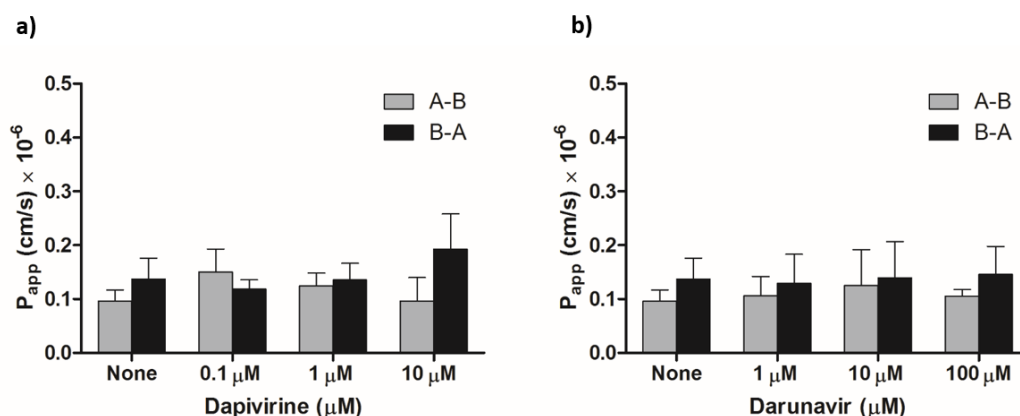 a)
0.5
0.4
0.3
0.2
0.1
0.0
Papp (cm/s) × 10-6
A-B
B-A
None 0.1 μM 1 μM 10 μM
Dapivirine (μM)
b)
0.5
0.4
0.3
0.2
0.1
0.0
Papp (cm/s) × 10-6
A-B
B-A
None 1 μM 10 μM 100 μM
Darunavir (μM)